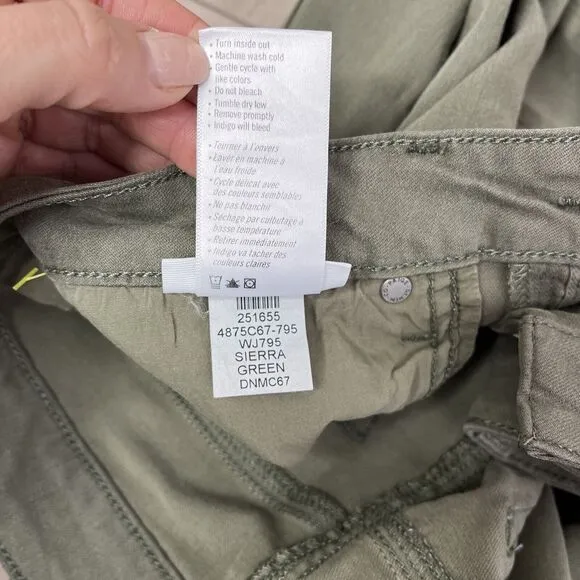 • Turn inside out
• Machine wash cold
• Gentle cycle with
like colors
• Do not bleach
• Tumble dry low
• Remove promptly
• Indigo will bleed
• Tourner à l'envers
• Laver en machine à
l'eau froide
• Cycle délicat avec
des couleurs semblables
• Ne pas blanchit
• Séchage par culbutage à
basse température
• Retirer immédiatement
• Indigo va tacher des
couleurs claires
251655
4875C67-795
WJ795
SIERRA
GREEN
DNMC67